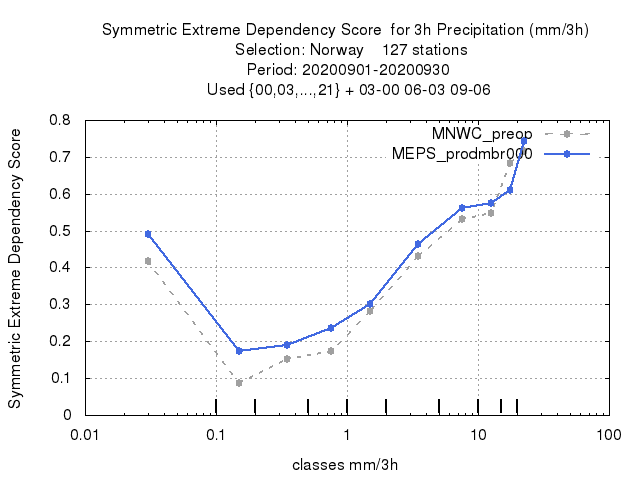 Symmetric Extreme Dependency Score  for 3h Precipitation (mm/3h)
Selection: Norway    127 stations
Period: 20200901-20200930
Used {00,03,...,21} + 03-00 06-03 09-06
MNWC_preop
MEPS_prodmbr000
Symmetric Extreme Dependency Score
0.8
0.7
0.6
0.5
0.4
0.3
0.2
0.1
0
0.01
0.1
1
10
100
classes mm/3h